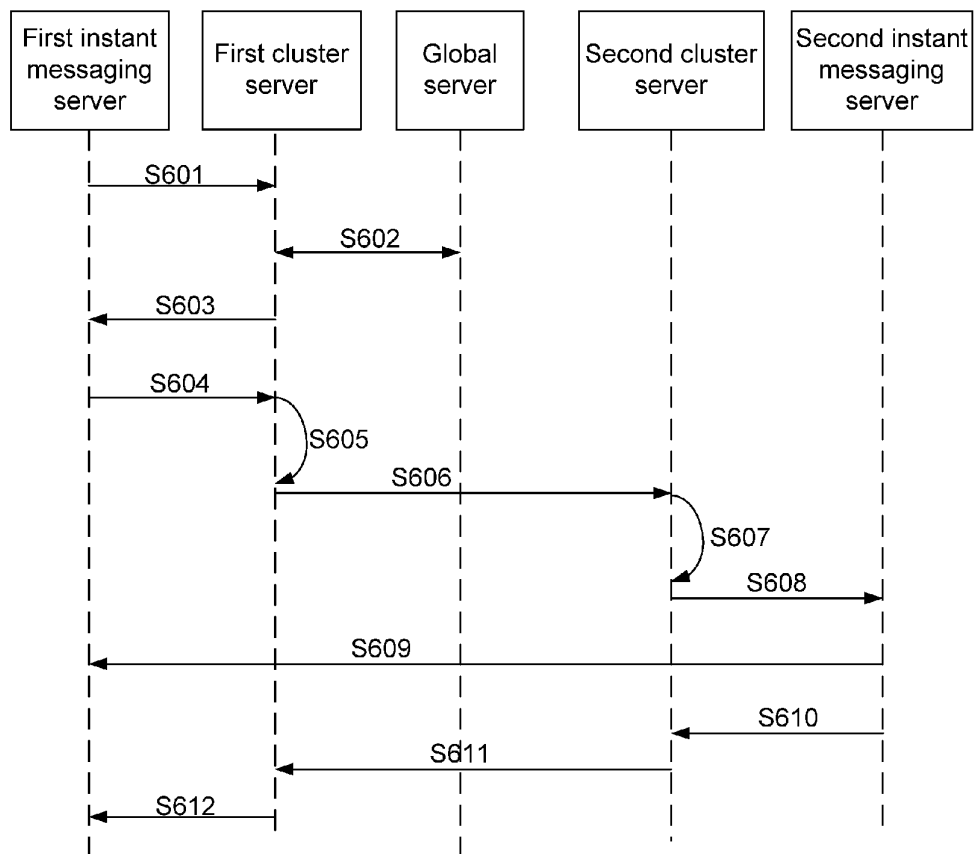 First instant
messaging
server
First cluster
server
Global
server
Second cluster
server
Second instant
messaging
server
S601
S602
S603
S604
S605
S606
S607
S608
S609
S610
S611
S612